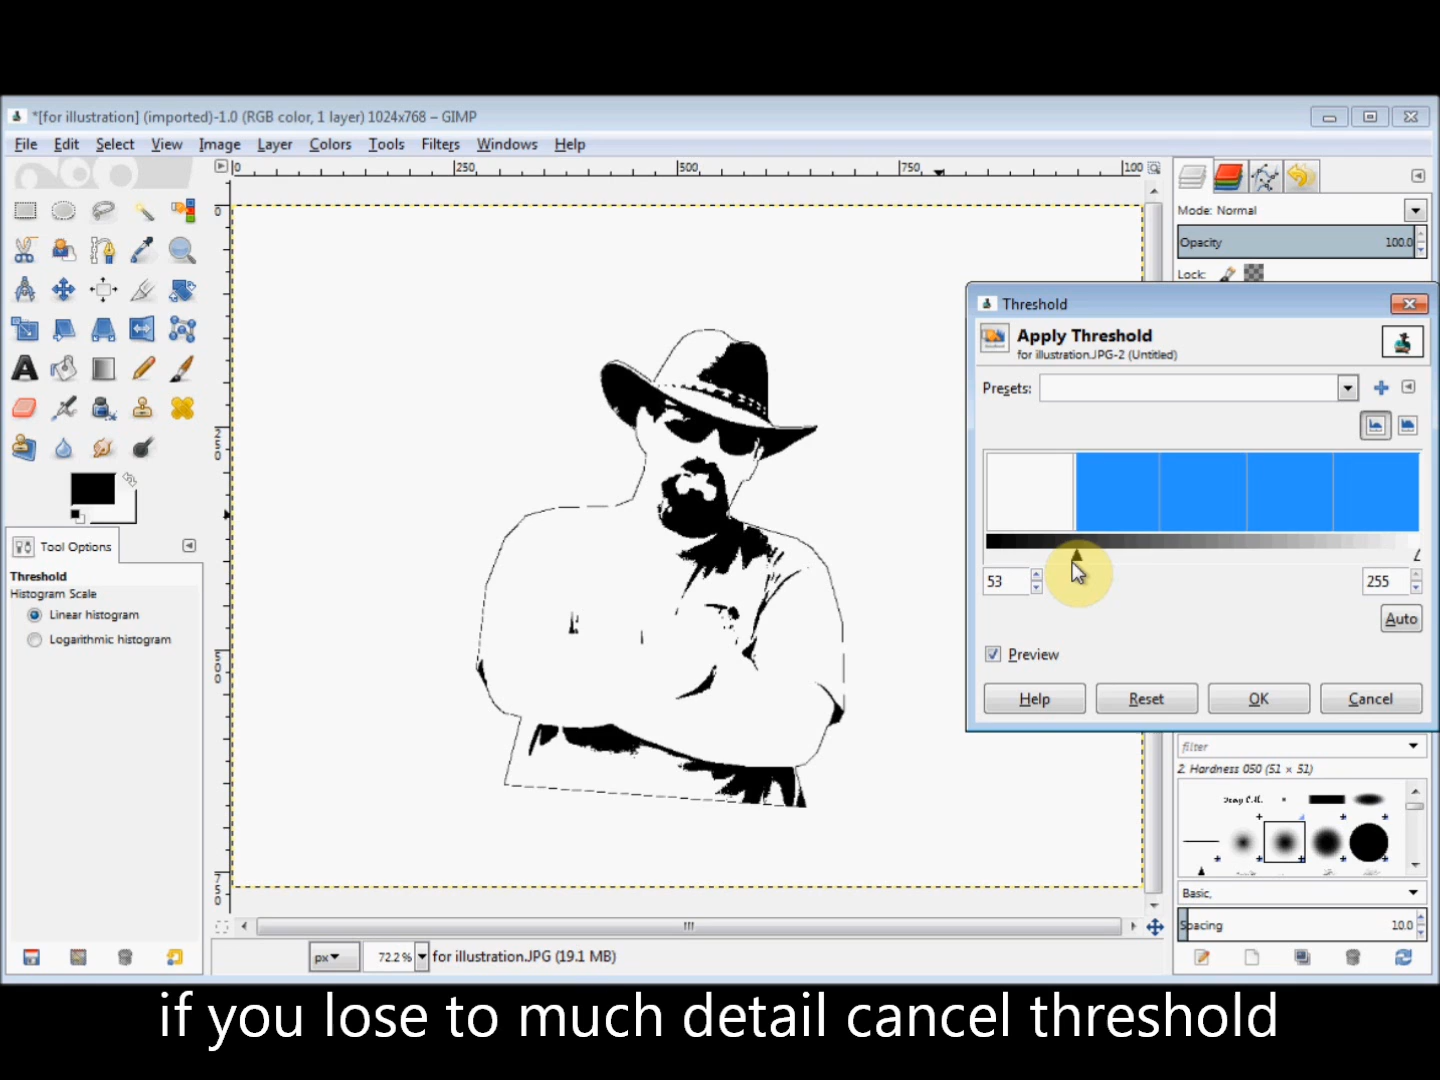 *[for illustration] (imported)-1.0 (RGB color, 1 layer) 1024x768 – GIMP
File Edit Select View Image Layer Colors Tools Filters Windows Help
0 250 500 750 100
Mode: Normal
Opacity 100.0
Lock:
0
250
500
750
Threshold
Apply Threshold
for illustration.JPG-2 (Untitled)
Presets:
53 255
Auto
Preview
Help Reset OK Cancel
Tool Options
Threshold
Histogram Scale
Linear histogram
Logarithmic histogram
filter
2. Hardness 050 (51 × 51)
Basic,
Spacing 10.0
px 72.2 % for illustration.JPG (19.1 MB)
if you lose to much detail cancel threshold